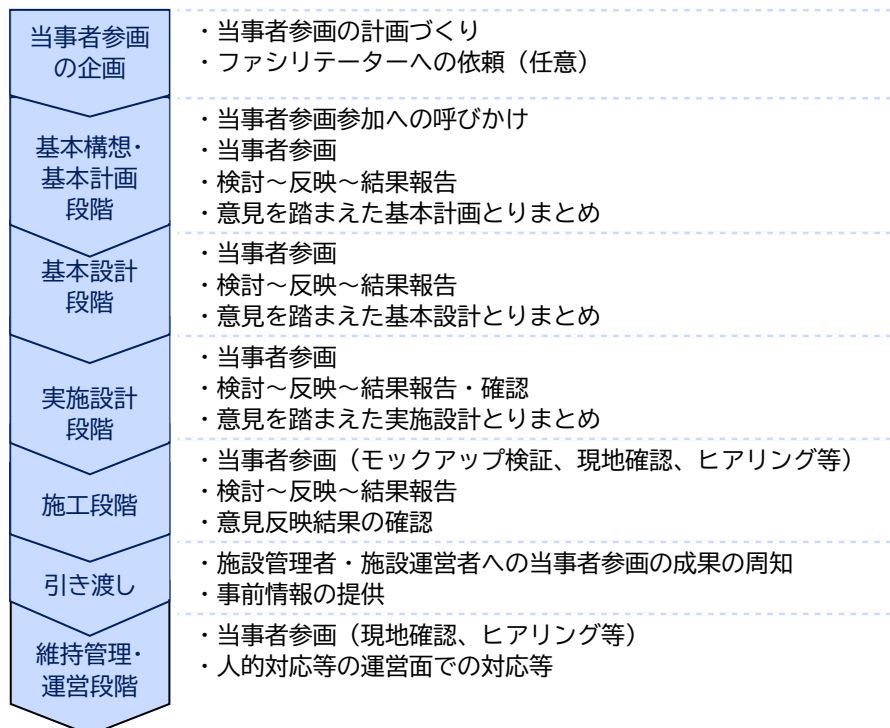 当事者参画
の企画
・当事者参画の計画づくり
・ファシリテーターへの依頼（任意）
基本構想・
基本計画
段階
・当事者参画参加への呼びかけ
・当事者参画
・検討～反映～結果報告
・意見を踏まえた基本計画とりまとめ
基本設計
段階
・当事者参画
・検討～反映～結果報告
・意見を踏まえた基本設計とりまとめ
実施設計
段階
・当事者参画
・検討～反映～結果報告・確認
・意見を踏まえた実施設計とりまとめ
施工段階
・当事者参画（モックアップ検証、現地確認、ヒアリング等）
・検討～反映～結果報告
・意見反映結果の確認
引き渡し
・施設管理者・施設運営者への当事者参画の成果の周知
・事前情報の提供
維持管理・
運営段階
・当事者参画（現地確認、ヒアリング等）
・人的対応等の運営面での対応等